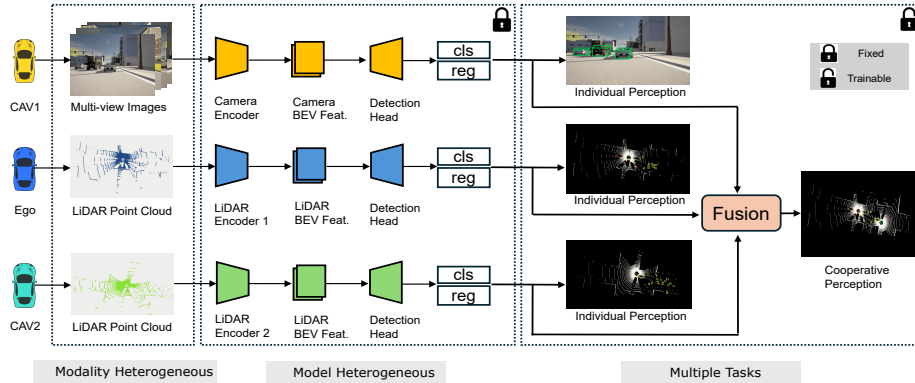 CAV1
Multi-view Images
Camera
Encoder
Camera
BEV Feat.
Detection
Head
cls
reg
Individual Perception
Fixed
Trainable
Ego
LiDAR Point Cloud
LiDAR
Encoder 1
LiDAR
BEV Feat.
Detection
Head
cls
reg
Individual Perception
Fusion
Cooperative
Perception
CAV2
LiDAR Point Cloud
LiDAR
Encoder 2
LiDAR
BEV Feat.
Detection
Head
cls
reg
Individual Perception
Modality Heterogeneous
Model Heterogeneous
Multiple Tasks